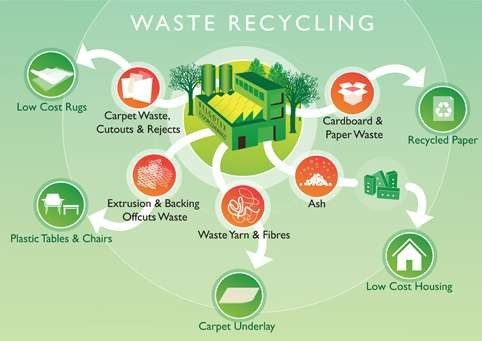 WASTE RECYCLING
Low Cost Rugs
Carpet Waste,
Cutouts & Rejects
Cardboard &
Paper Waste
Recycled Paper
Extrusion & Backing
Offcuts Waste
Waste Yarn & Fibres
Ash
Plastic Tables & Chairs
Low Cost Housing
Carpet Underlay